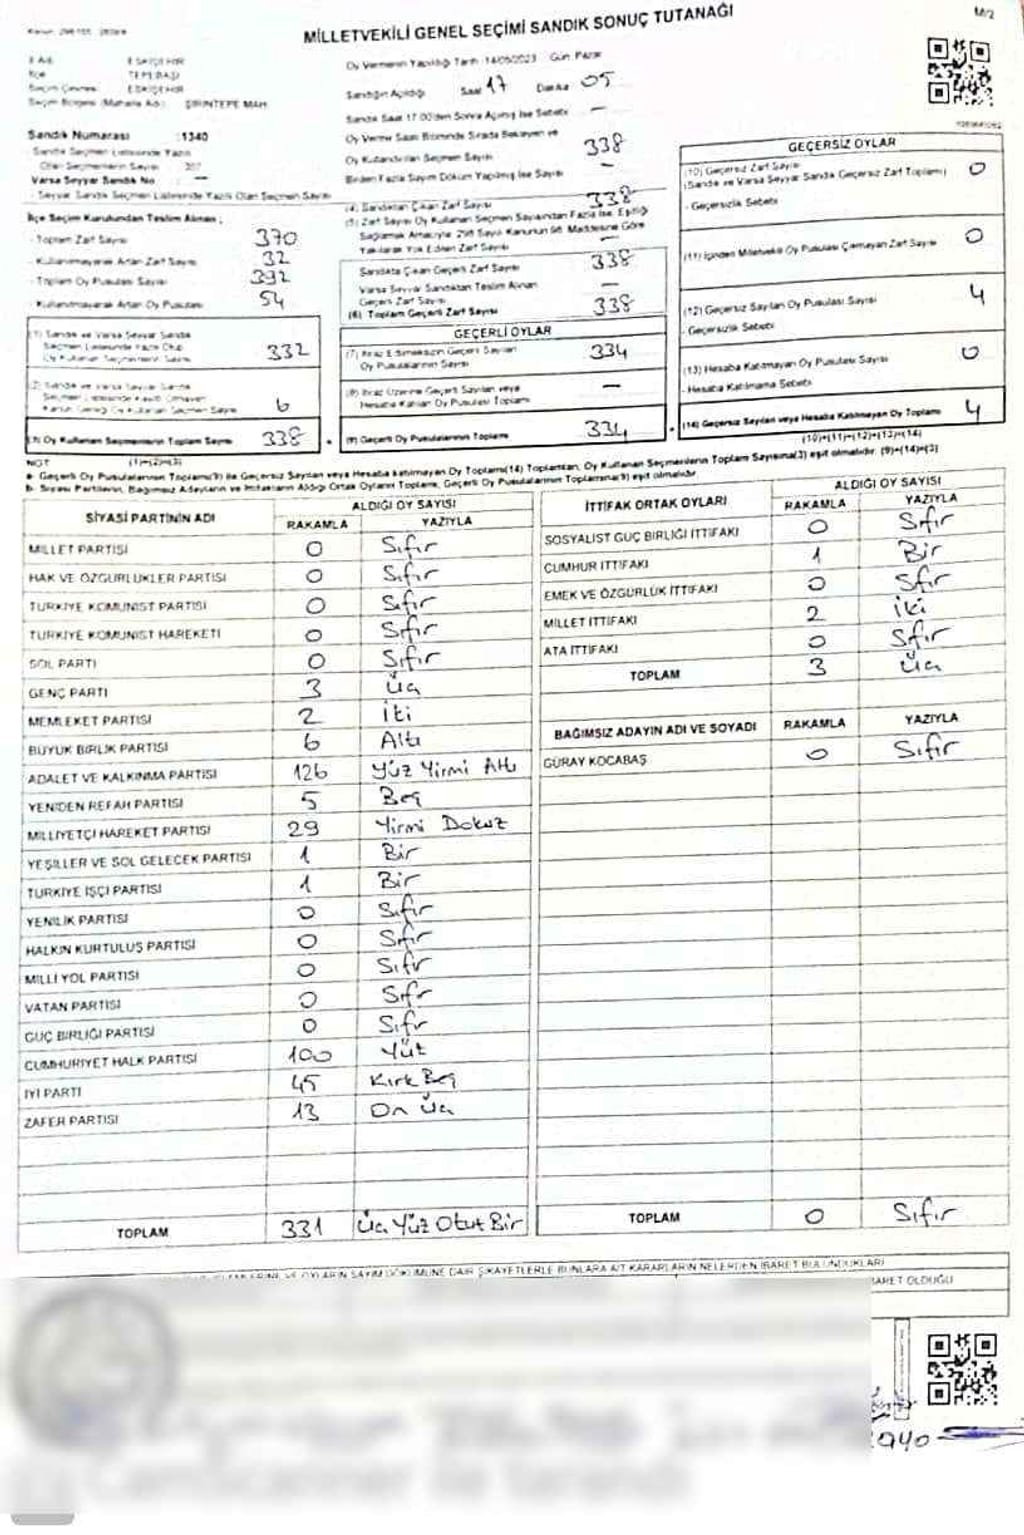 MİLLETVEKİLİ GENEL SEÇİMİ SANDIK SONUÇ TUTANAĞI
M/2
İl Adı : ESKİŞEHİR
İlçe : TEPEBAŞI
Seçim Çevresi : ESKİŞEHİR
Seçim Bölgesi (Mahalle Adı) : ŞİRİNTEPE MAH.
Sandık Numarası : 1340
Sandık Seçmen Listesinde Yazılı
Olan Seçmenlerin Sayısı
Varsa Seyyar Sandık No —
- Seyyar Sandık Seçmen Listesinde Yazılı Olan Seçmen Sayısı
Oy Vermenin Yapıldığı Tarih : 14/05/2023 Gün : Pazar
Sandığın Açıldığı Saat 17 Dakika 05
Sandık Saat 17.00'den Sonra Açılmış İse Sebebi —
Oy Verme Saati Bitiminde Sırada Bekleyen ve
Oy Kullandırılan Seçmen Sayısı 338
Birden Fazla Sayım Döküm Yapılmış İse Sayısı —
(4) Sandıktan Çıkan Zarf Sayısı 338
(5) Zarf Sayısı Oy Kullanan Seçmen Sayısından Fazla İse, Eşitliği
Sağlamak Amacıyla, 298 Sayılı Kanunun 98. Maddesine Göre
Yakılarak Yok Edilen Zarf Sayısı —
İlçe Seçim Kurulundan Teslim Alınan ;
- Toplam Zarf Sayısı 370
- Kullanılmayarak Artan Zarf Sayısı 32
- Toplam Oy Pusulası Sayısı 392
- Kullanılmayarak Artan Oy Pusulası 54
(1) Sandık ve Varsa Seyyar Sandık
Seçmen Listesinde Yazılı Olup
Oy Kullanan Seçmenlerin Sayısı 332
(2) Sandık ve Varsa Seyyar Sandık
Seçmen Listesinde Kayıtlı Olmayan
Kanun Gereği Oy Kullanan Seçmen Sayısı 6
(3) Oy Kullanan Seçmenlerin Toplam Sayısı 338
(1)+(2)=(3)
Sandıkta Çıkan Geçerli Zarf Sayısı 338
Varsa Seyyar Sandıktan Teslim Alınan
Geçerli Zarf Sayısı —
(6) Toplam Geçerli Zarf Sayısı 338
GEÇERLİ OYLAR
(7) İtiraz Edilmeksizin Geçerli Sayılan
Oy Pusulalarının Sayısı 334
(8) İtiraz Üzerine Geçerli Sayılan veya
Hesaba Katılan Oy Pusulası Toplamı —
(9) Geçerli Oy Pusulalarının Toplamı 334
GEÇERSİZ OYLAR
(10) Geçersiz Zarf Sayısı
(Sandık ve Varsa Seyyar Sandık Geçersiz Zarf Toplamı) 0
- Geçersizlik Sebebi
(11) İçinden Milletvekili Oy Pusulası Çıkmayan Zarf Sayısı 0
(12) Geçersiz Sayılan Oy Pusulası Sayısı 4
- Geçersizlik Sebebi
(13) Hesaba Katılmayan Oy Pusulası Sayısı 0
- Hesaba Katılmama Sebebi
(14) Geçersiz Sayılan veya Hesaba Katılmayan Oy Toplamı 4
(10)+(11)+(12)+(13)=(14)
NOT
a- Geçerli Oy Pusulalarının Toplamı(9) ile Geçersiz Sayılan veya Hesaba katılmayan Oy Toplamı(14) Toplamları, Oy Kullanan Seçmenlerin Toplam Sayısına(3) eşit olmalıdır. (9)+(14)=(3)
b- Siyasi Partilerin, Bağımsız Adayların ve İttifakların Aldığı Ortak Oyların Toplamı, Geçerli Oy Pusulalarının Toplamına(9) eşit olmalıdır.
SİYASİ PARTİNİN ADI ALDIĞI OY SAYISI
RAKAMLA YAZIYLA
MİLLET PARTİSİ 0 Sıfır
HAK VE ÖZGÜRLÜKLER PARTİSİ 0 Sıfır
TÜRKİYE KOMÜNİST PARTİSİ 0 Sıfır
TÜRKİYE KOMÜNİST HAREKETİ 0 Sıfır
SOL PARTİ 0 Sıfır
GENÇ PARTİ 3 Üç
MEMLEKET PARTİSİ 2 İki
BÜYÜK BİRLİK PARTİSİ 6 Altı
ADALET VE KALKINMA PARTİSİ 126 Yüz Yirmi Altı
YENİDEN REFAH PARTİSİ 5 Beş
MİLLİYETÇİ HAREKET PARTİSİ 29 Yirmi Dokuz
YEŞİLLER VE SOL GELECEK PARTİSİ 1 Bir
TÜRKİYE İŞÇİ PARTİSİ 1 Bir
YENİLİK PARTİSİ 0 Sıfır
HALKIN KURTULUŞ PARTİSİ 0 Sıfır
MİLLİ YOL PARTİSİ 0 Sıfır
VATAN PARTİSİ 0 Sıfır
GÜÇ BİRLİĞİ PARTİSİ 0 Sıfır
CUMHURİYET HALK PARTİSİ 100 Yüz
İYİ PARTİ 45 Kırk Beş
ZAFER PARTİSİ 13 On Üç
TOPLAM 331 Üç Yüz Otuz Bir
İTTİFAK ORTAK OYLARI ALDIĞI OY SAYISI
RAKAMLA YAZIYLA
SOSYALİST GÜÇ BİRLİĞİ İTTİFAKI 0 Sıfır
CUMHUR İTTİFAKI 1 Bir
EMEK VE ÖZGÜRLÜK İTTİFAKI 0 Sıfır
MİLLET İTTİFAKI 2 İki
ATA İTTİFAKI 0 Sıfır
TOPLAM 3 Üç
BAĞIMSIZ ADAYIN ADI VE SOYADI RAKAMLA YAZIYLA
GÜRAY KOCABAŞ 0 Sıfır
TOPLAM 0 Sıfır
VE OYLARIN SAYIM DÖKÜMÜNE DAİR ŞİKAYETLERLE BUNLARA AİT KARARLARIN NELERDEN İBARET BULUNDUKLARI
İBARET OLDUĞU